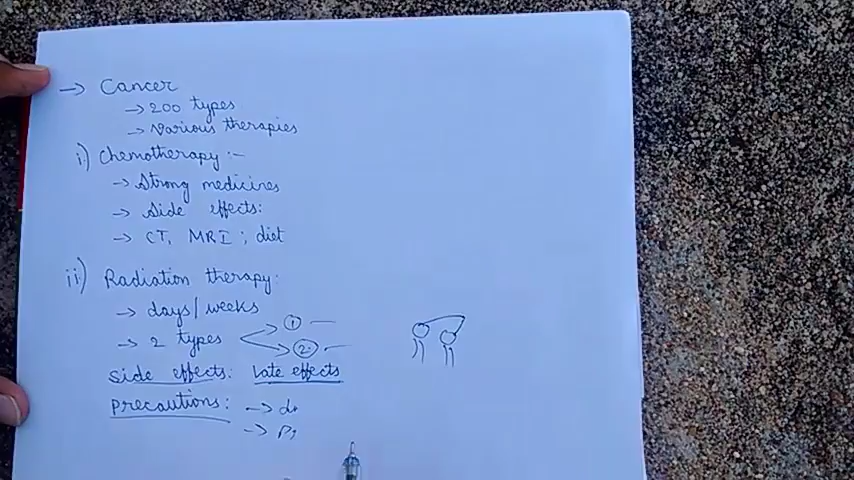 → Cancer
→ 200 types
→ Various therapies
i) Chemotherapy :-
→ Strong medicines
→ Side effects:
→ CT, MRI ; diet
ii) Radiation therapy:
→ days/weeks
→ 2 types → ① —
→ ② —
Side effects: Late effects
Precautions: →
→